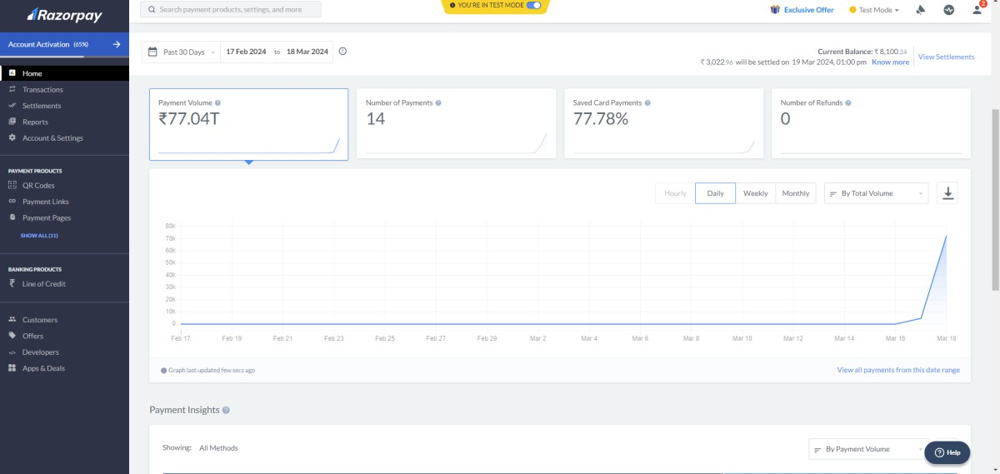 Razorpay
Search payment products, settings, and more
YOU'RE IN TEST MODE
Exclusive Offer
Test Mode
2
Account Activation (65%)
Home
Transactions
Settlements
Reports
Account & Settings
PAYMENT PRODUCTS
QR Codes
Payment Links
Payment Pages
SHOW ALL (11)
BANKING PRODUCTS
Line of Credit
Customers
Offers
Developers
Apps & Deals
Past 30 Days
17 Feb 2024 to 18 Mar 2024
Current Balance: ₹ 8,100.24
₹ 3,022.96 will be settled on 19 Mar 2024, 01:00 pm Know more
View Settlements
Payment Volume
₹77.04T
Number of Payments
14
Saved Card Payments
77.78%
Number of Refunds
0
Hourly Daily Weekly Monthly
By Total Volume
80k
70k
60k
50k
40k
30k
20k
10k
0
Feb 17 Feb 19 Feb 21 Feb 23 Feb 25 Feb 27 Feb 29 Mar 2 Mar 4 Mar 6 Mar 8 Mar 10 Mar 12 Mar 14 Mar 16 Mar 18
Graph last updated few secs ago
View all payments from this date range
Payment Insights
Showing: All Methods
By Payment Volume
Help